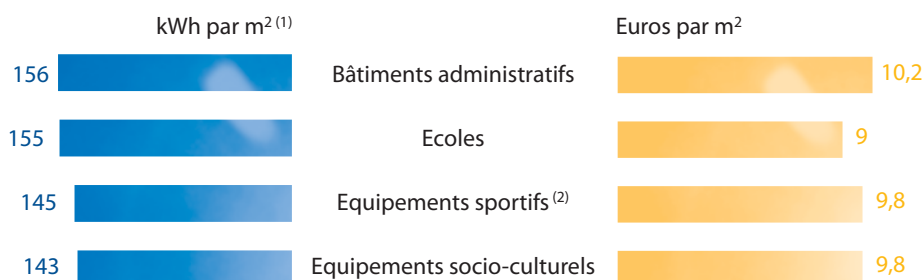 kWh par m² (1) Euros par m²
156 Bâtiments administratifs 10,2
155 Ecoles 9
145 Equipements sportifs (2) 9,8
143 Equipements socio-culturels 9,8